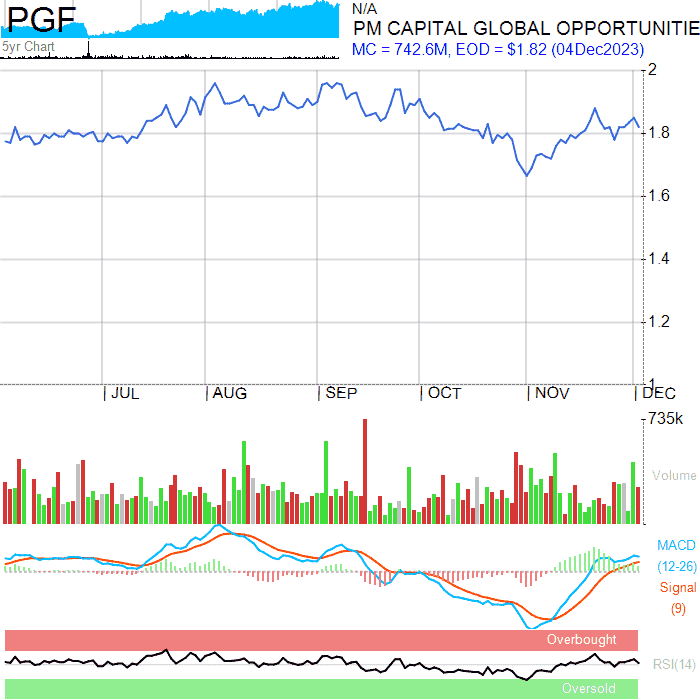 PGF
5yr Chart
N/A
PM CAPITAL GLOBAL OPPORTUNITIE
MC = 742.6M, EOD = $1.82 (04Dec2023)
2
1.8
1.6
1.4
1.2
1
JUL AUG SEP OCT NOV DEC
735k
Volume
MACD
(12-26)
Signal
(9)
Overbought
RSI(14)
Oversold